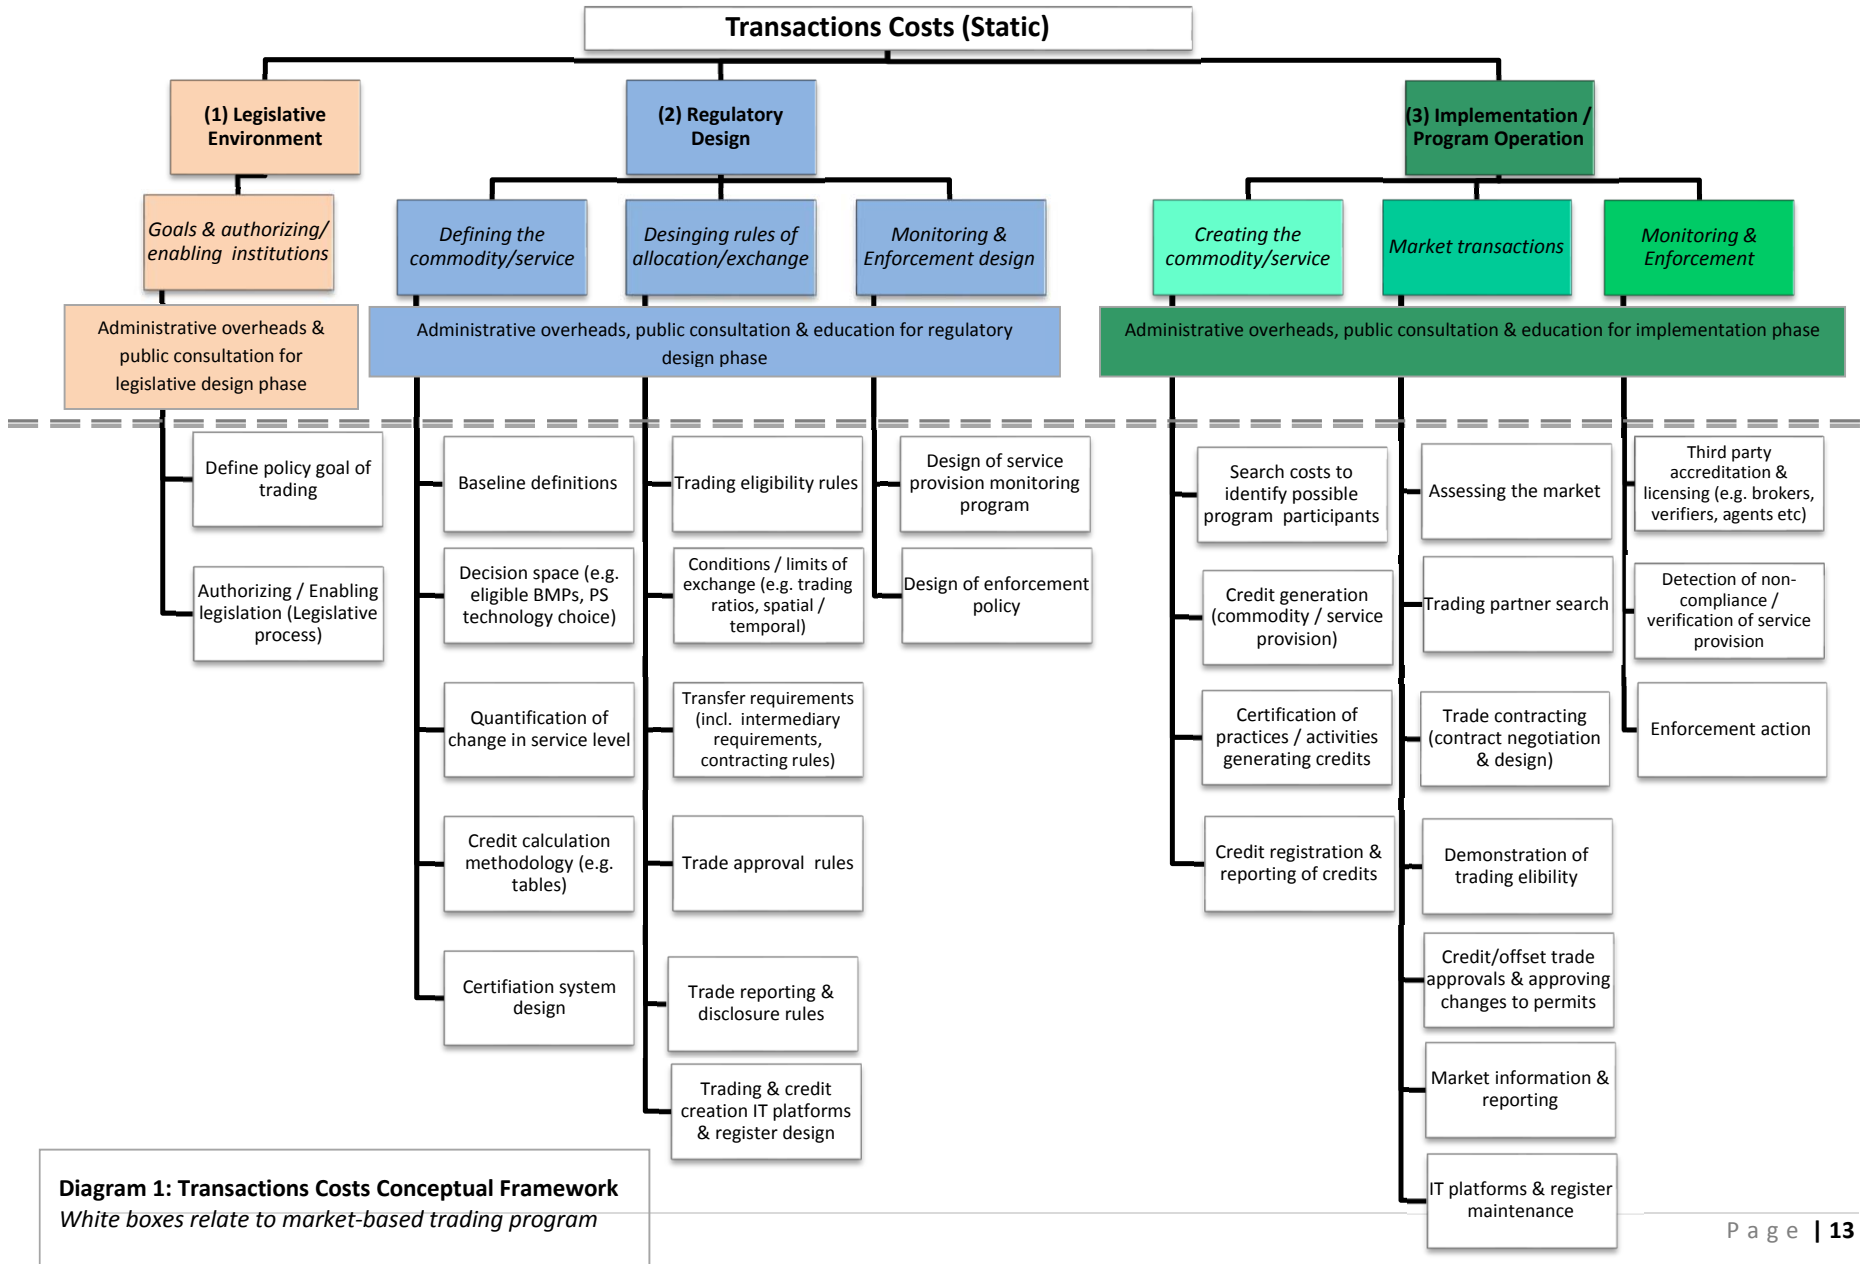 Transactions Costs (Static)
(1) Legislative
Environment
(2) Regulatory
Design
(3) Implementation /
Program Operation
Goals & authorizing/
enabling institutions
Defining the
commodity/service
Desinging rules of
allocation/exchange
Monitoring &
Enforcement design
Creating the
commodity/service
Market transactions
Monitoring &
Enforcement
Administrative overheads &
public consultation for
legislative design phase
Administrative overheads, public consultation & education for regulatory
design phase
Administrative overheads, public consultation & education for implementation phase
Define policy goal of
trading
Authorizing / Enabling
legislation (Legislative
process)
Baseline definitions
Decision space (e.g.
eligible BMPs, PS
technology choice)
Quantification of
change in service level
Credit calculation
methodology (e.g.
tables)
Certifiation system
design
Trading eligibility rules
Conditions / limits of
exchange (e.g. trading
ratios, spatial /
temporal)
Transfer requirements
(incl. intermediary
requirements,
contracting rules)
Trade approval rules
Trade reporting &
disclosure rules
Trading & credit
creation IT platforms
& register design
Design of service
provision monitoring
program
Design of enforcement
policy
Search costs to
identify possible
program participants
Credit generation
(commodity / service
provision)
Certification of
practices / activities
generating credits
Credit registration &
reporting of credits
Assessing the market
Trading partner search
Trade contracting
(contract negotiation
& design)
Demonstration of
trading elibility
Credit/offset trade
approvals & approving
changes to permits
Market information &
reporting
IT platforms & register
maintenance
Third party
accreditation &
licensing (e.g. brokers,
verifiers, agents etc)
Detection of non-
compliance /
verification of service
provision
Enforcement action
Diagram 1: Transactions Costs Conceptual Framework
White boxes relate to market-based trading program
Page | 13